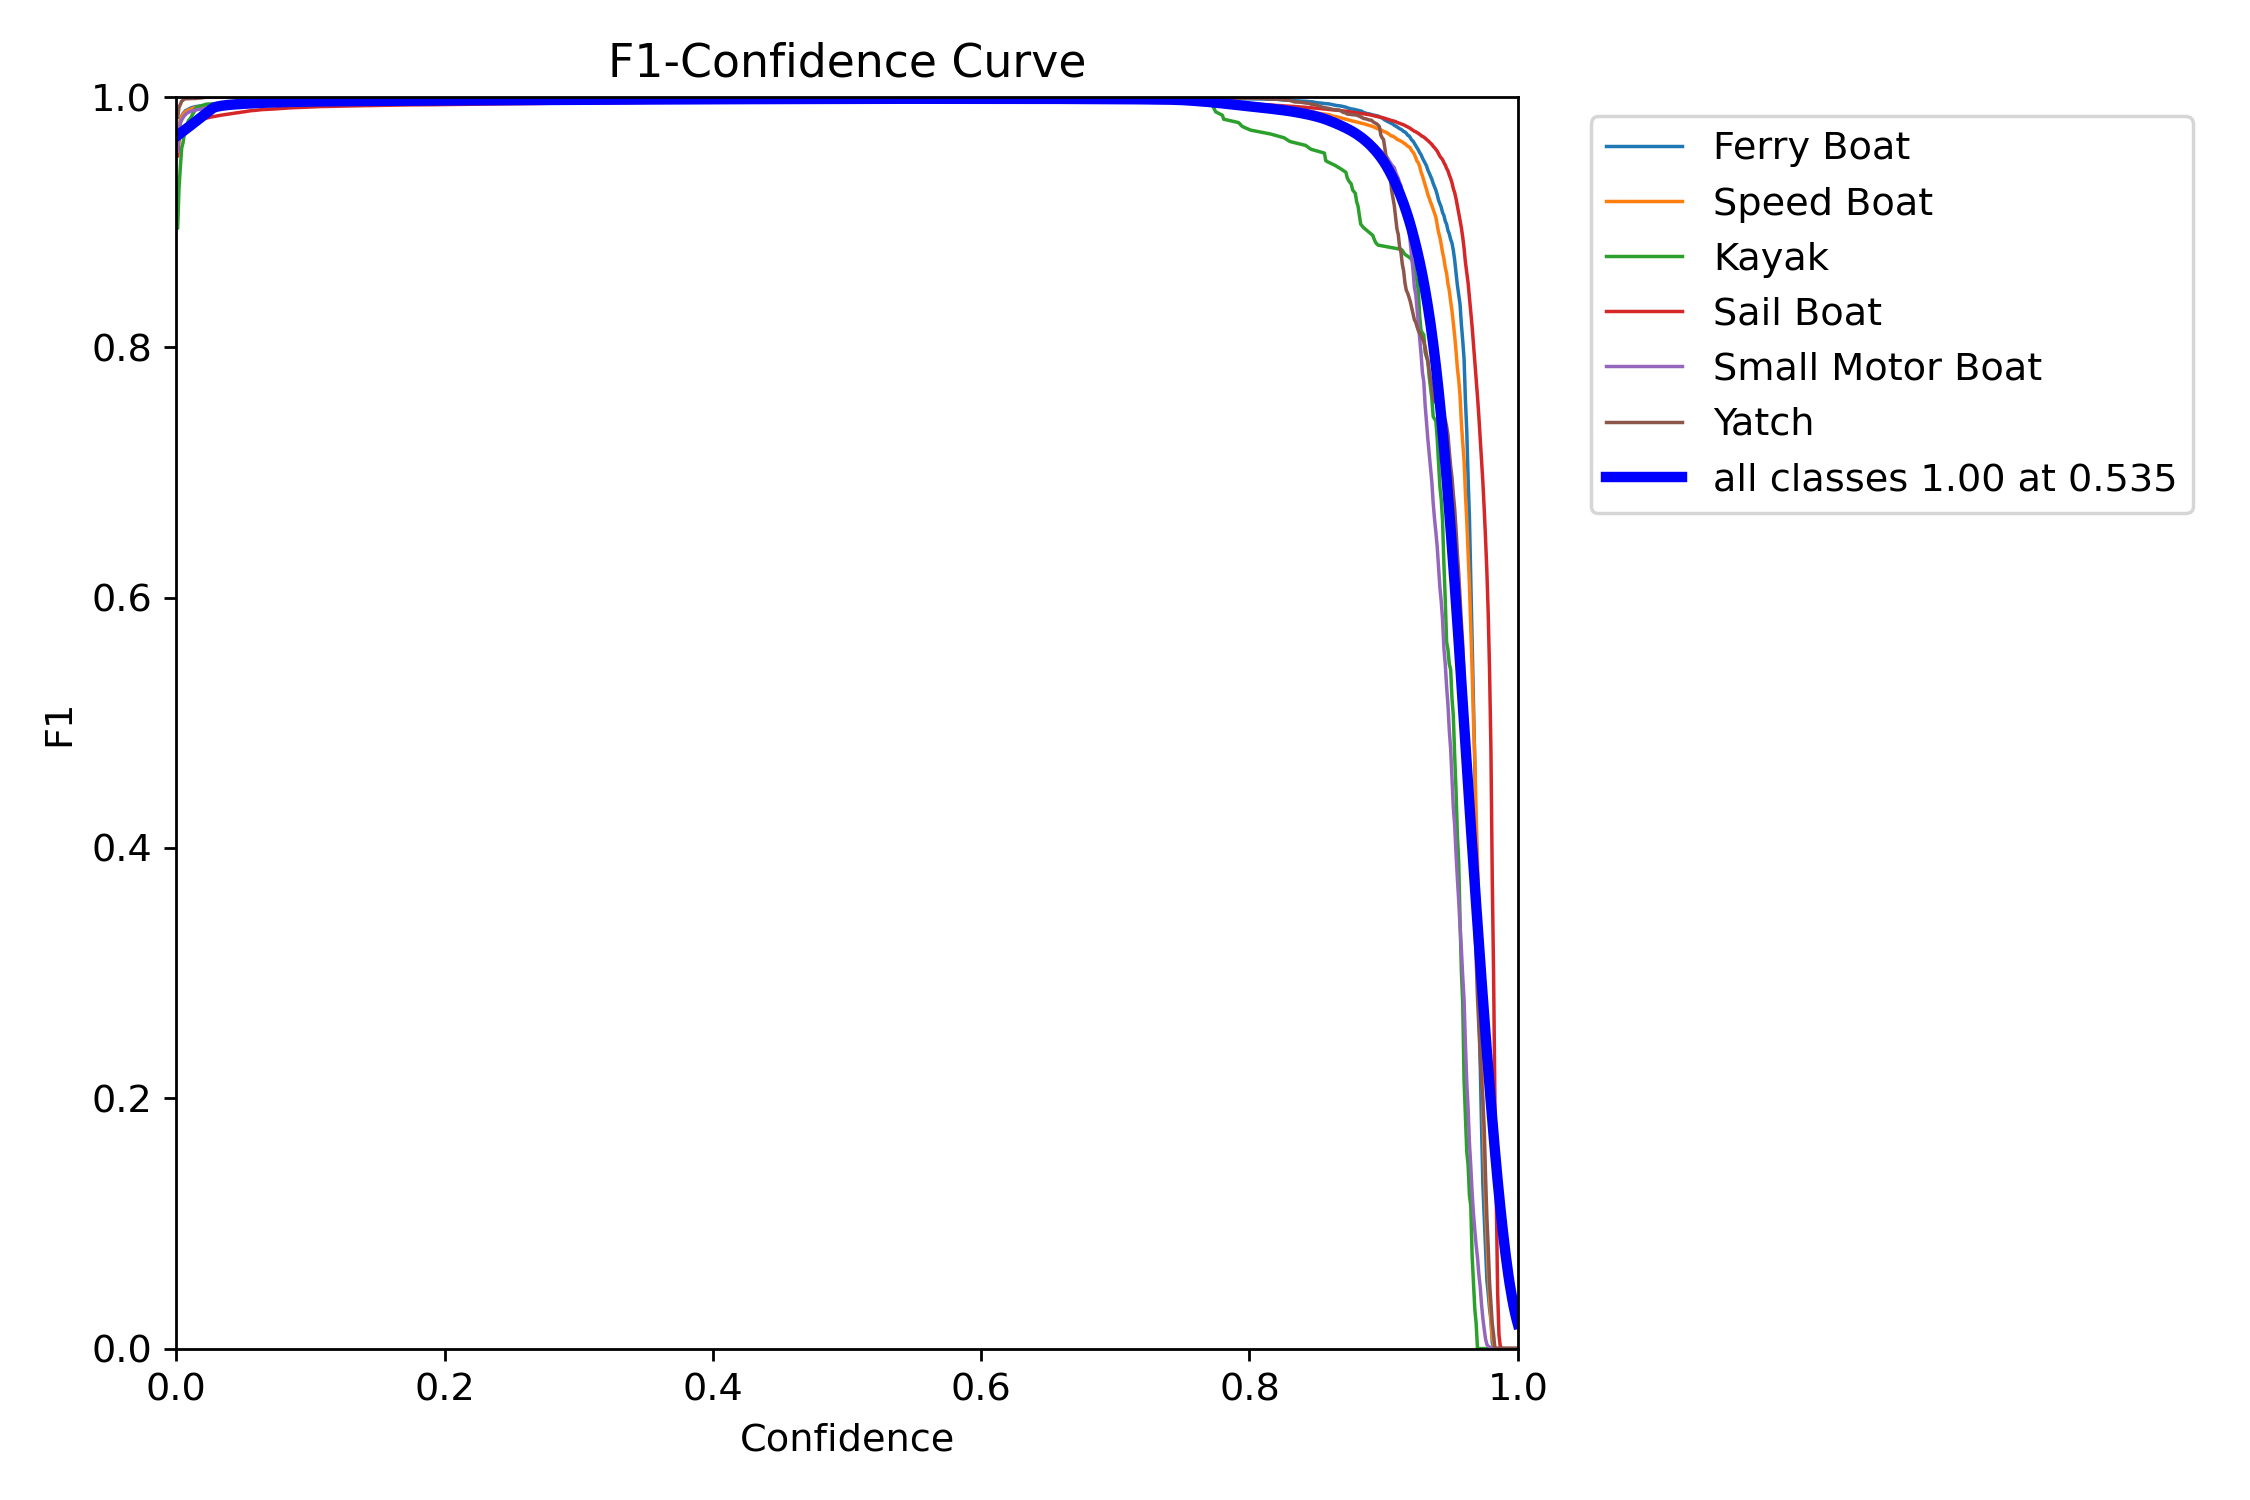 F1-Confidence Curve
1.0
0.8
0.6
0.4
0.2
0.0
F1
0.0 0.2 0.4 0.6 0.8 1.0
Confidence
Ferry Boat
Speed Boat
Kayak
Sail Boat
Small Motor Boat
Yatch
all classes 1.00 at 0.535